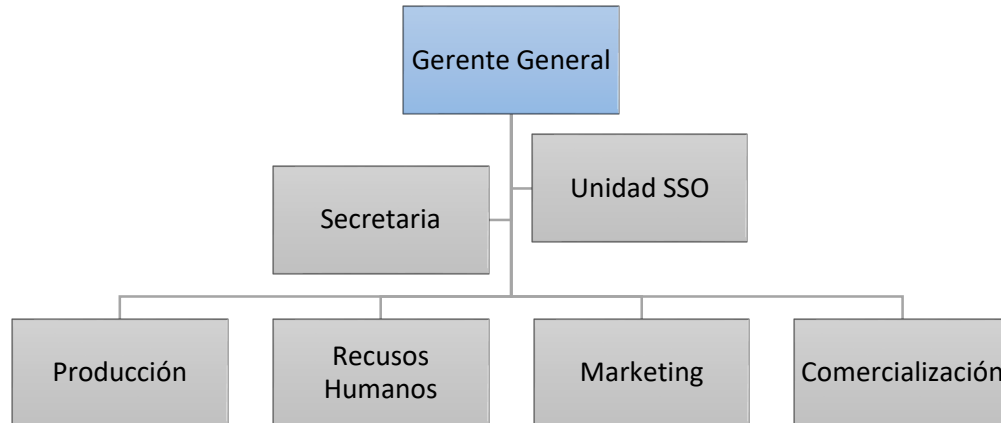 Gerente General
Unidad SSO
Secretaria
Producción
Recusos
Humanos
Marketing
Comercialización